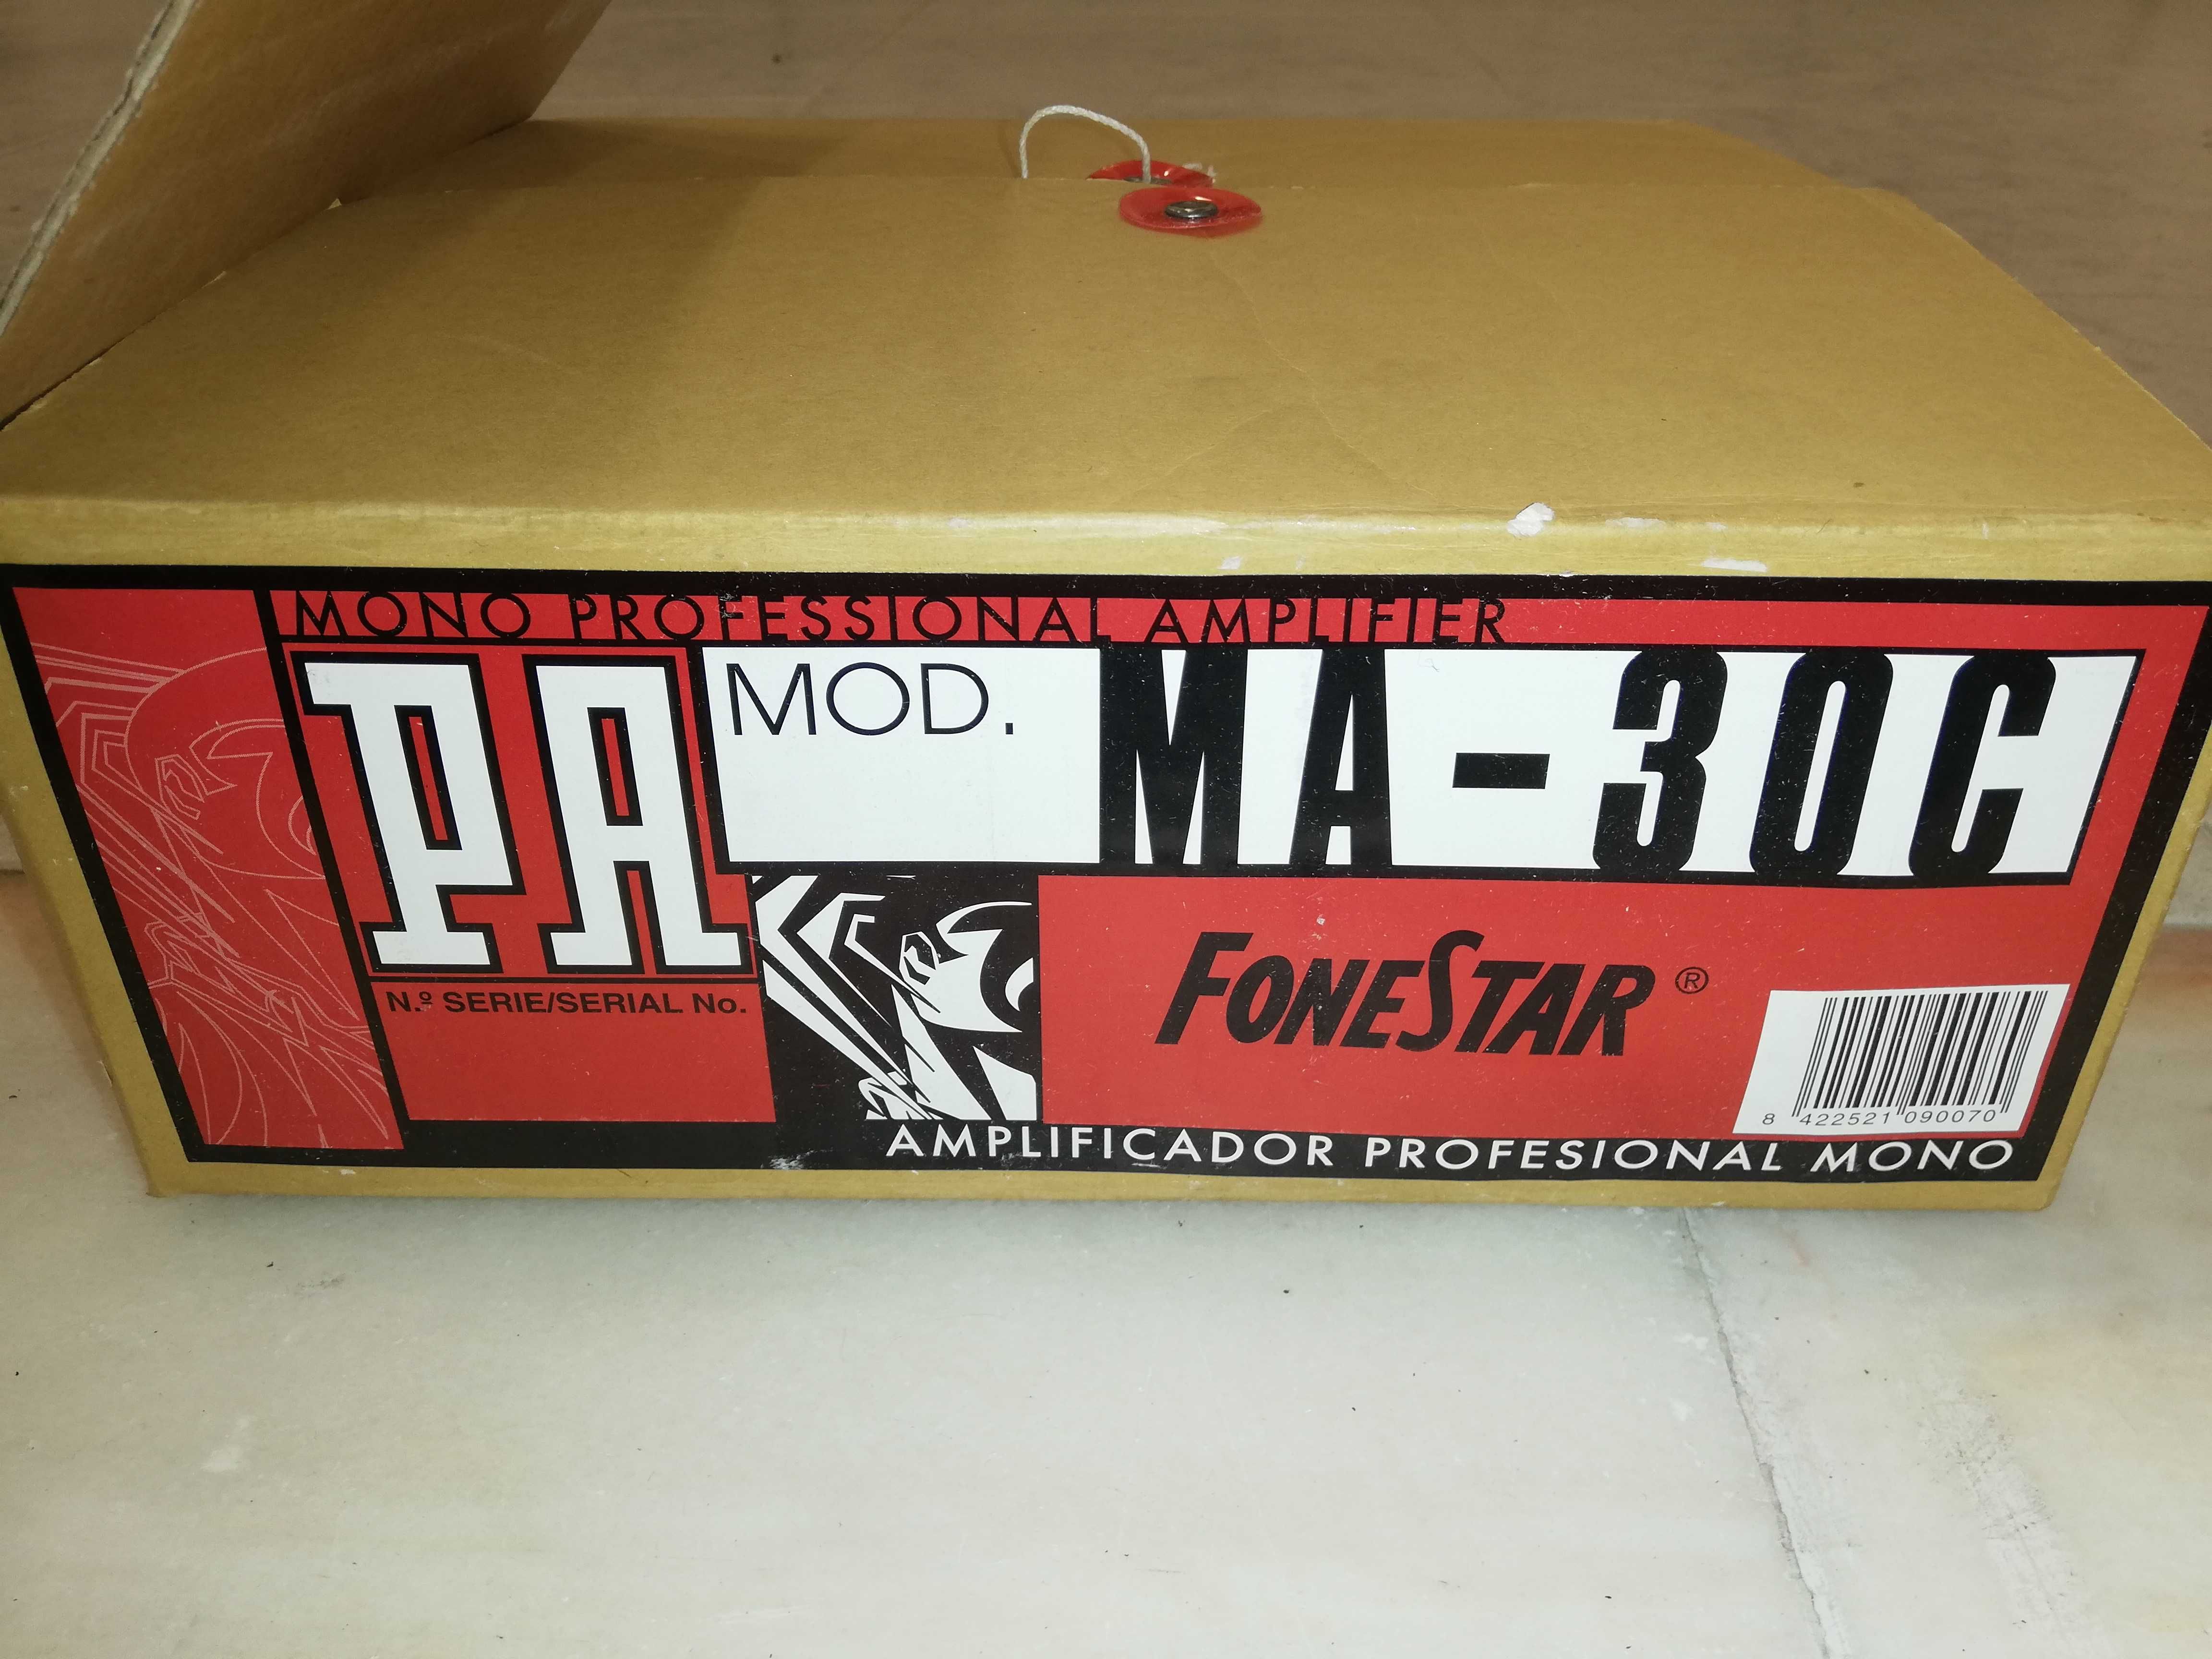 MONO PROFESSIONAL AMPLIFIER
PA
MOD. MA-30C
N.º SERIE/SERIAL No.
FONESTAR ®
8 422521 090070
AMPLIFICADOR PROFESIONAL MONO